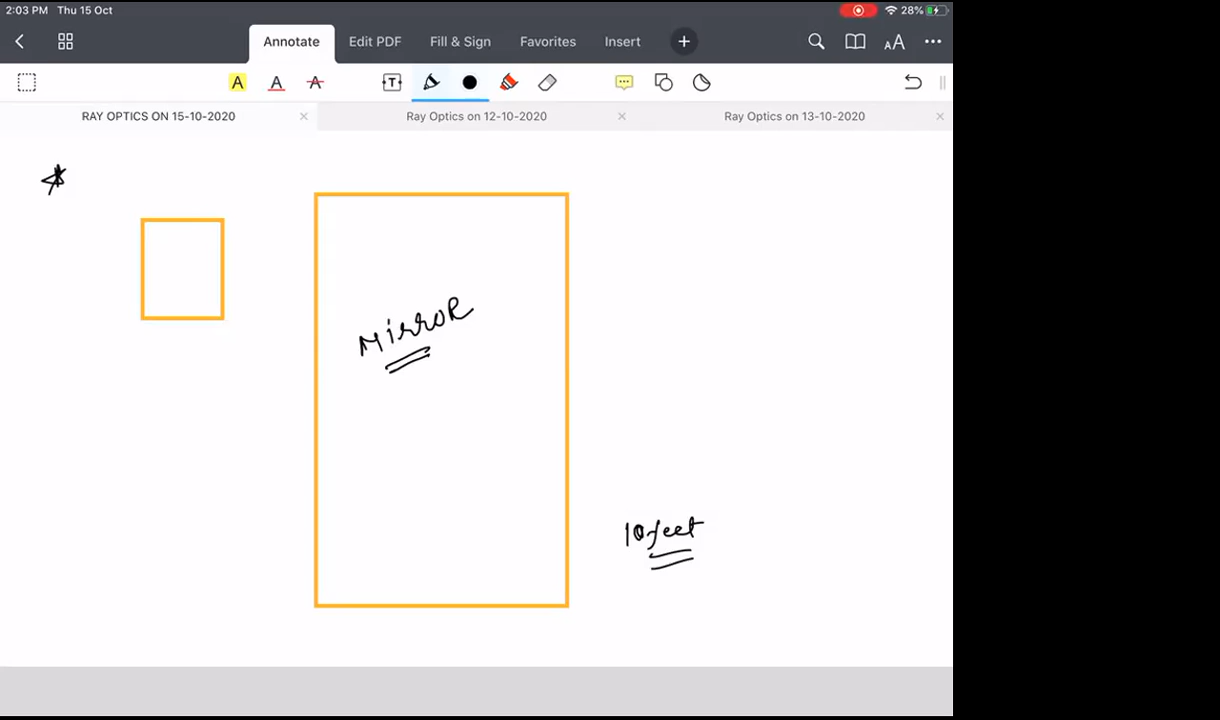 2:03 PM Thu 15 Oct 28%
Annotate Edit PDF Fill & Sign Favorites Insert
A A A T AA
RAY OPTICS ON 15-10-2020 Ray Optics on 12-10-2020 Ray Optics on 13-10-2020
MirroR
10 feet